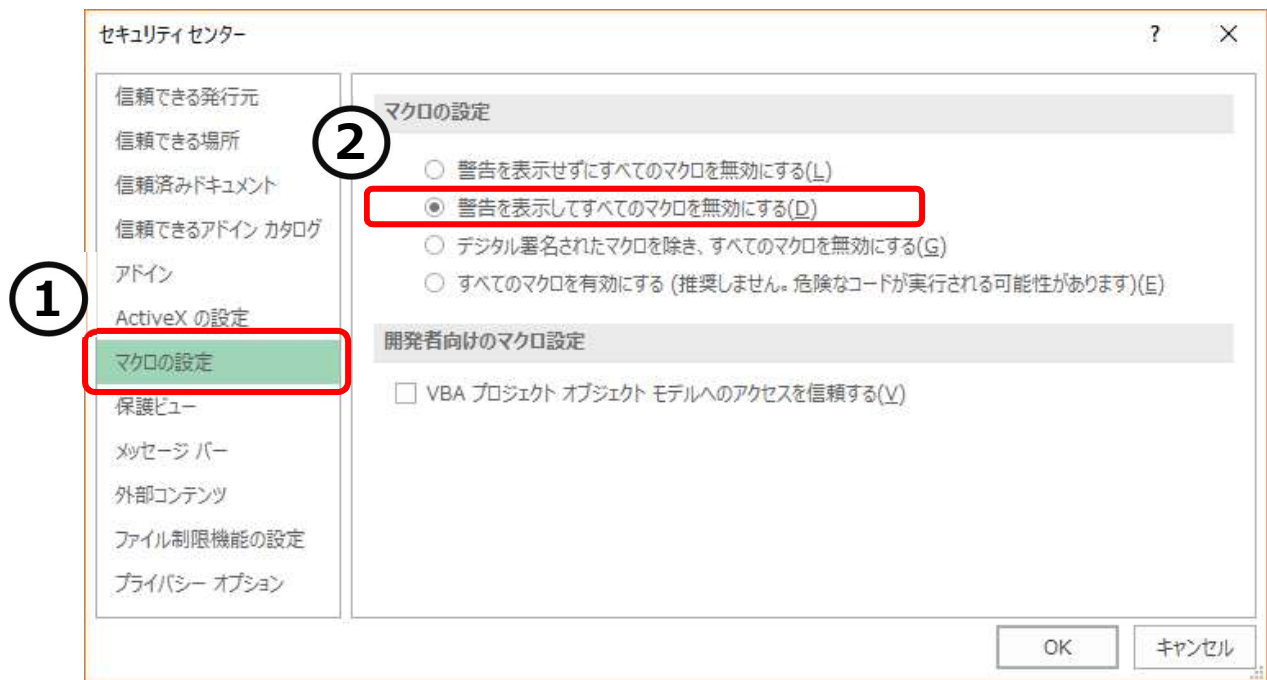 セキュリティ センター
?
信頼できる発行元
信頼できる場所
信頼済みドキュメント
信頼できるアドイン カタログ
アドイン
ActiveX の設定
マクロの設定
保護ビュー
メッセージ バー
外部コンテンツ
ファイル制限機能の設定
プライバシー オプション
①
②
マクロの設定
警告を表示せずにすべてのマクロを無効にする(L)
警告を表示してすべてのマクロを無効にする(D)
デジタル署名されたマクロを除き、すべてのマクロを無効にする(G)
すべてのマクロを有効にする (推奨しません。危険なコードが実行される可能性があります)(E)
開発者向けのマクロ設定
VBA プロジェクト オブジェクト モデルへのアクセスを信頼する(V)
OK
キャンセル